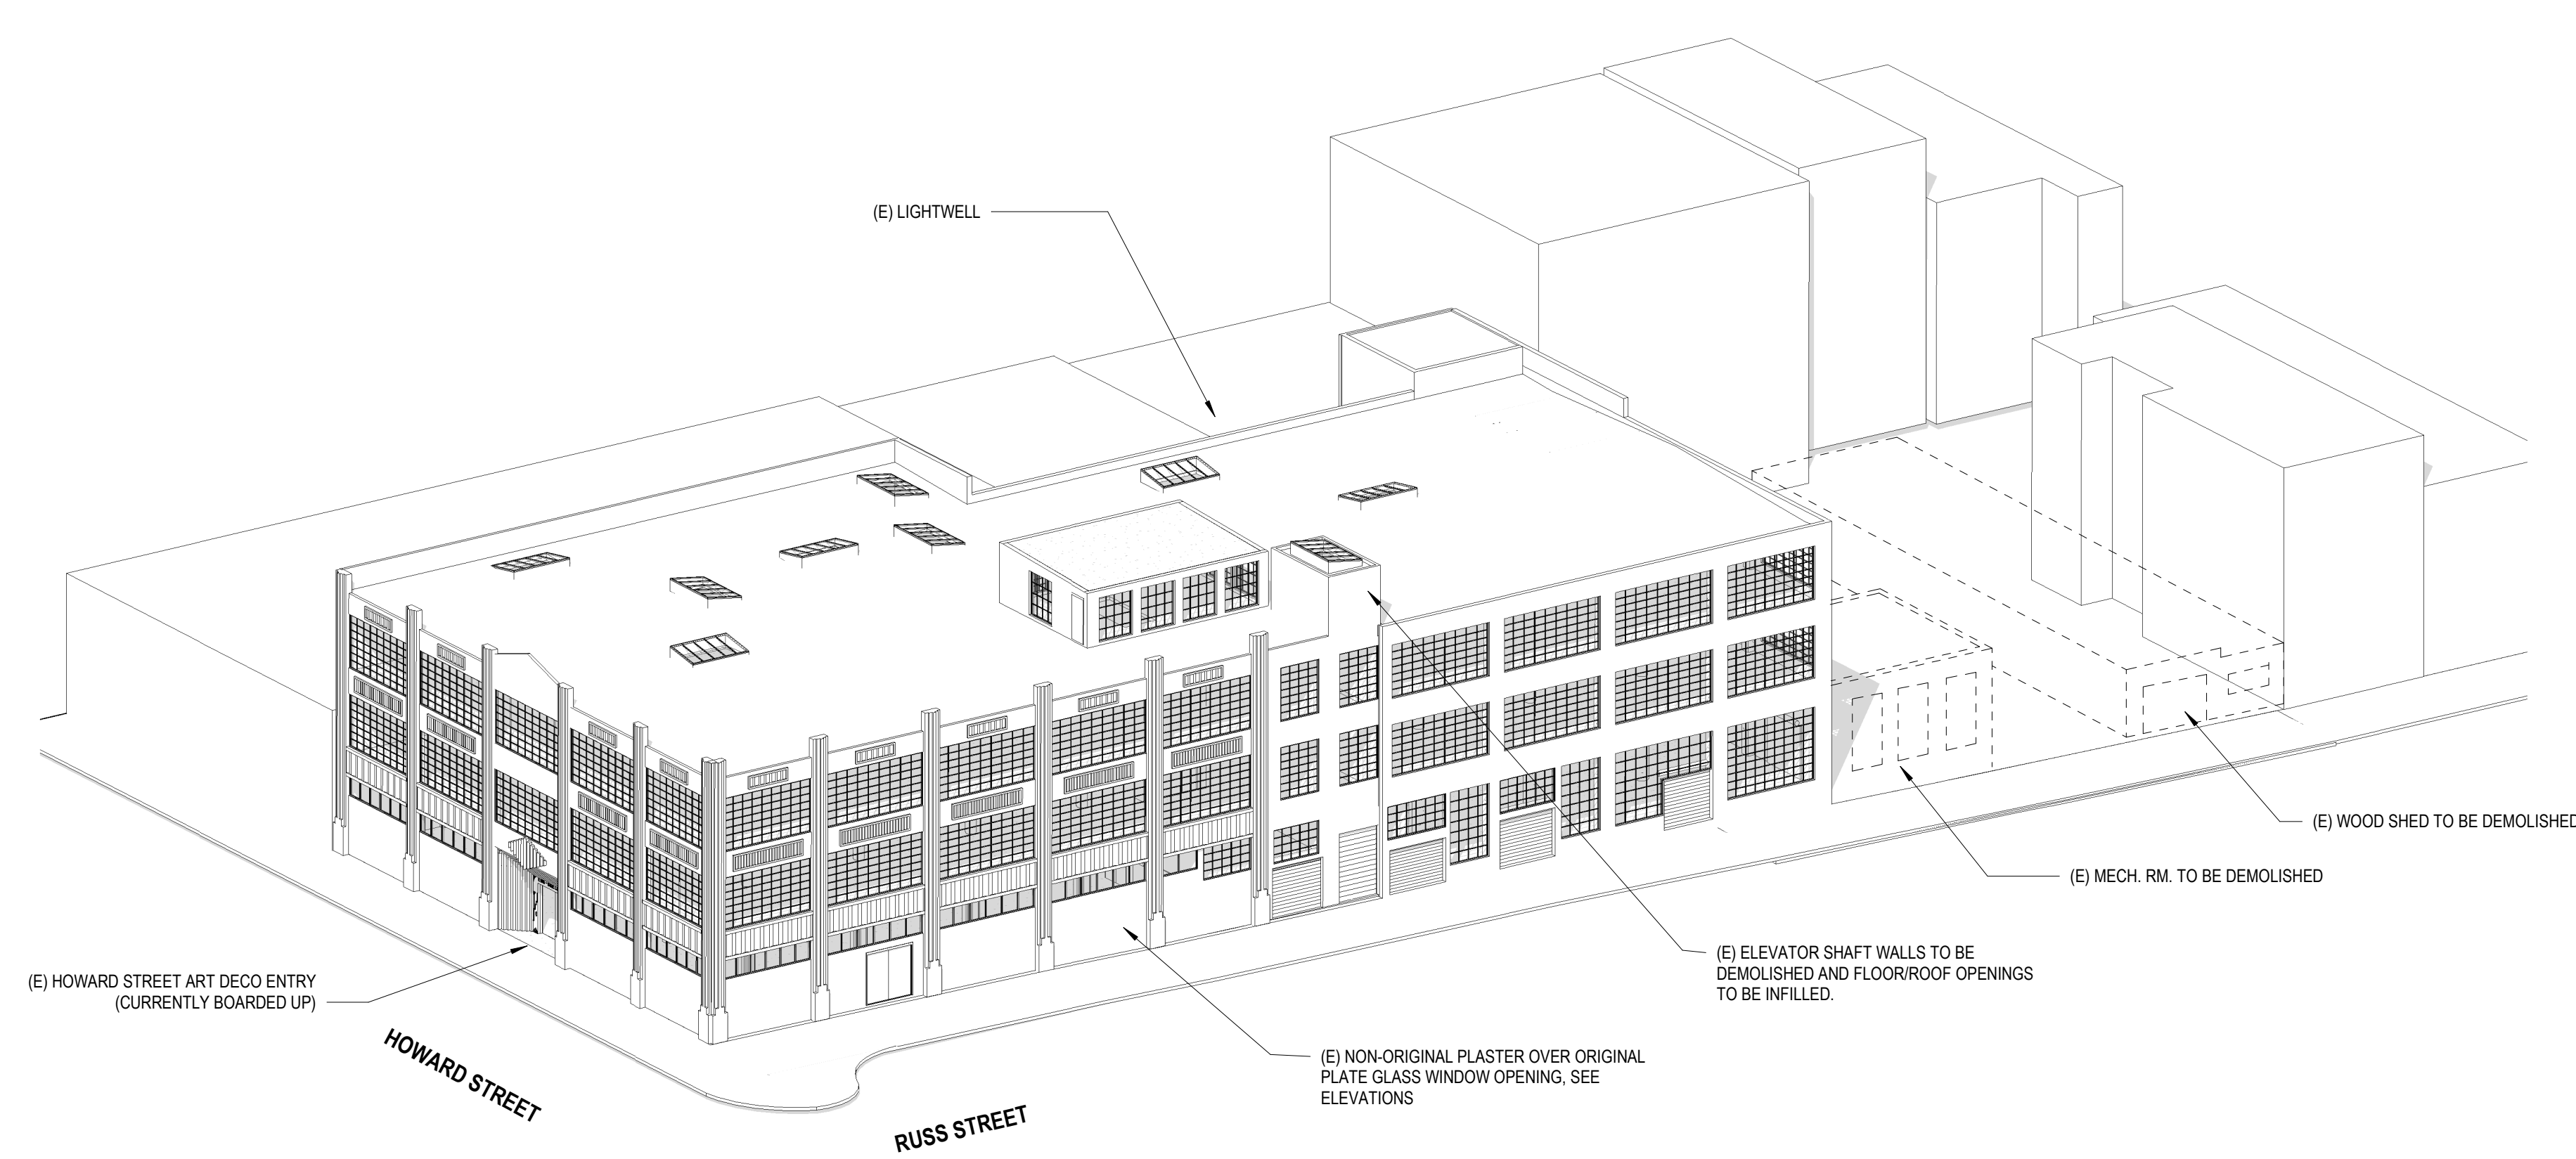 (E) LIGHTWELL
(E) WOOD SHED TO BE DEMOLISHED
(E) MECH. RM. TO BE DEMOLISHED
(E) ELEVATOR SHAFT WALLS TO BE
DEMOLISHED AND FLOOR/ROOF OPENINGS
TO BE INFILLED.
(E) HOWARD STREET ART DECO ENTRY
(CURRENTLY BOARDED UP)
(E) NON-ORIGINAL PLASTER OVER ORIGINAL
PLATE GLASS WINDOW OPENING, SEE
ELEVATIONS
HOWARD STREET
RUSS STREET